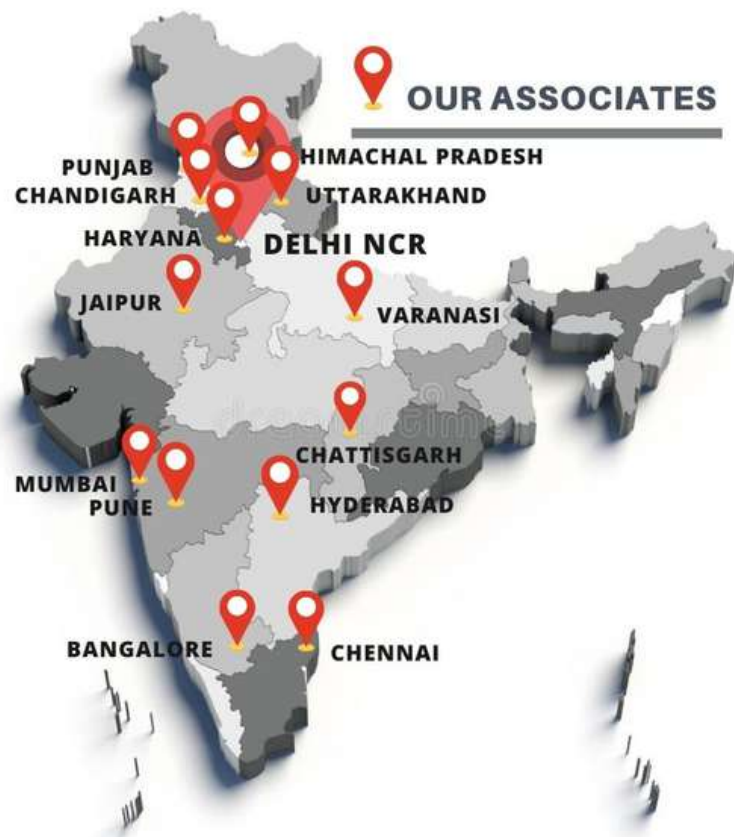 OUR ASSOCIATES
PUNJAB
HIMACHAL PRADESH
CHANDIGARH
UTTARAKHAND
HARYANA
DELHI NCR
JAIPUR
VARANASI
CHATTISGARH
MUMBAI
PUNE
HYDERABAD
BANGALORE
CHENNAI